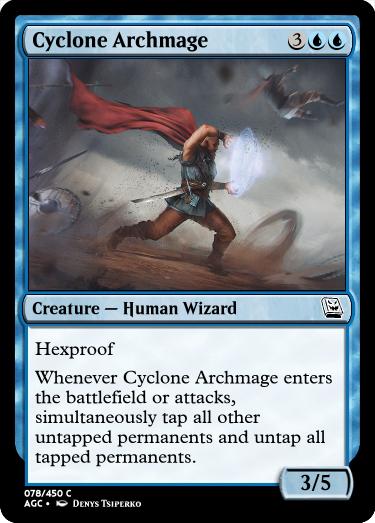 Cyclone Archmage 3
Creature — Human Wizard
Hexproof
Whenever Cyclone Archmage enters
the battlefield or attacks,
simultaneously tap all other
untapped permanents and untap all
tapped permanents.
3/5
078/450 C
AGC • Denys Tsiperko